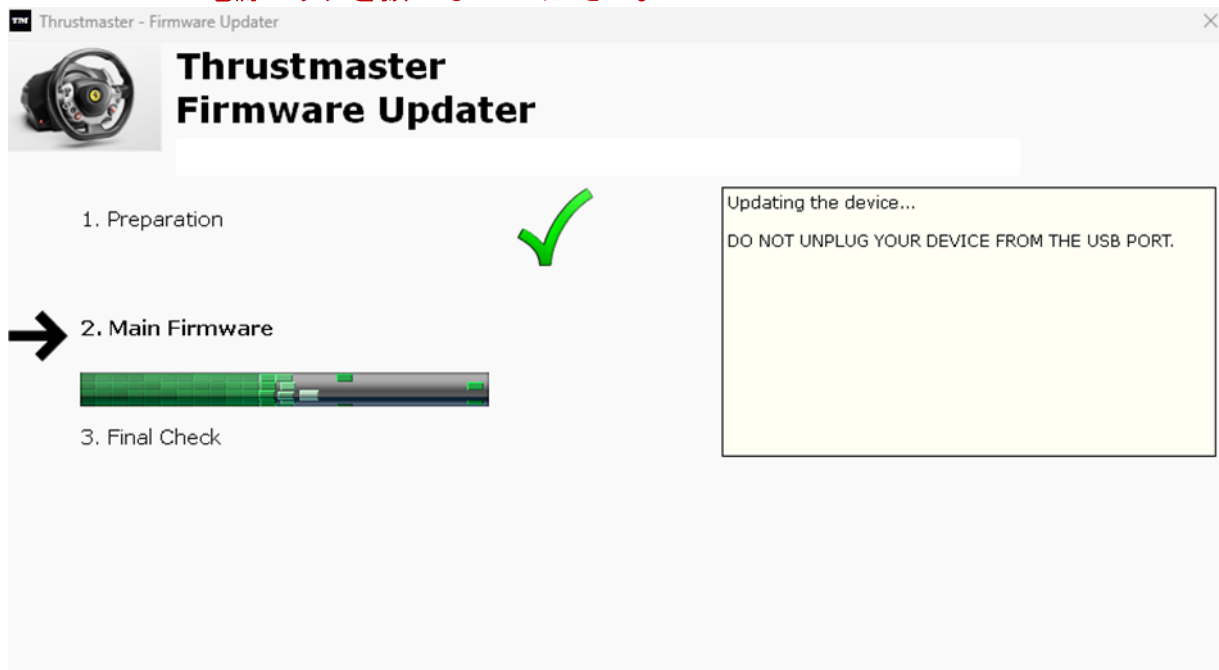 Thrustmaster - Firmware Updater
Thrustmaster
Firmware Updater
1. Preparation
Updating the device...
DO NOT UNPLUG YOUR DEVICE FROM THE USB PORT.
2. Main Firmware
3. Final Check